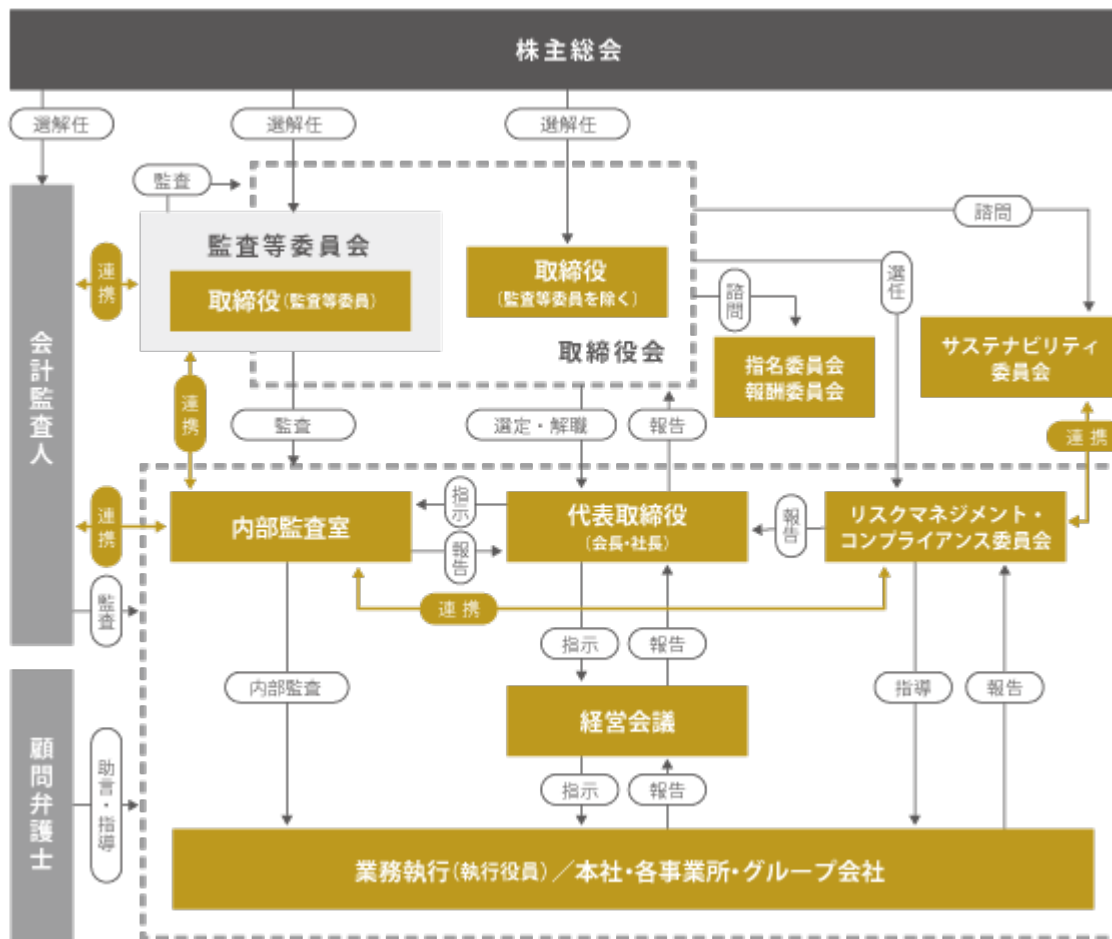 株主総会
選解任
選解任
選解任
監査
諮問
監査等委員会
取締役(監査等委員)
取締役
(監査等委員を除く)
取締役会
連携
選任
諮問
指名委員会
報酬委員会
サステナビリティ
委員会
会計監査人
連携
監査
選定・解職
報告
連携
連携
内部監査室
指示
報告
代表取締役
(会長・社長)
報告
リスクマネジメント・
コンプライアンス委員会
監査
連携
指示
報告
内部監査
経営会議
指導
報告
顧問弁護士
助言・指導
指示
報告
業務執行(執行役員)/本社・各事業所・グループ会社